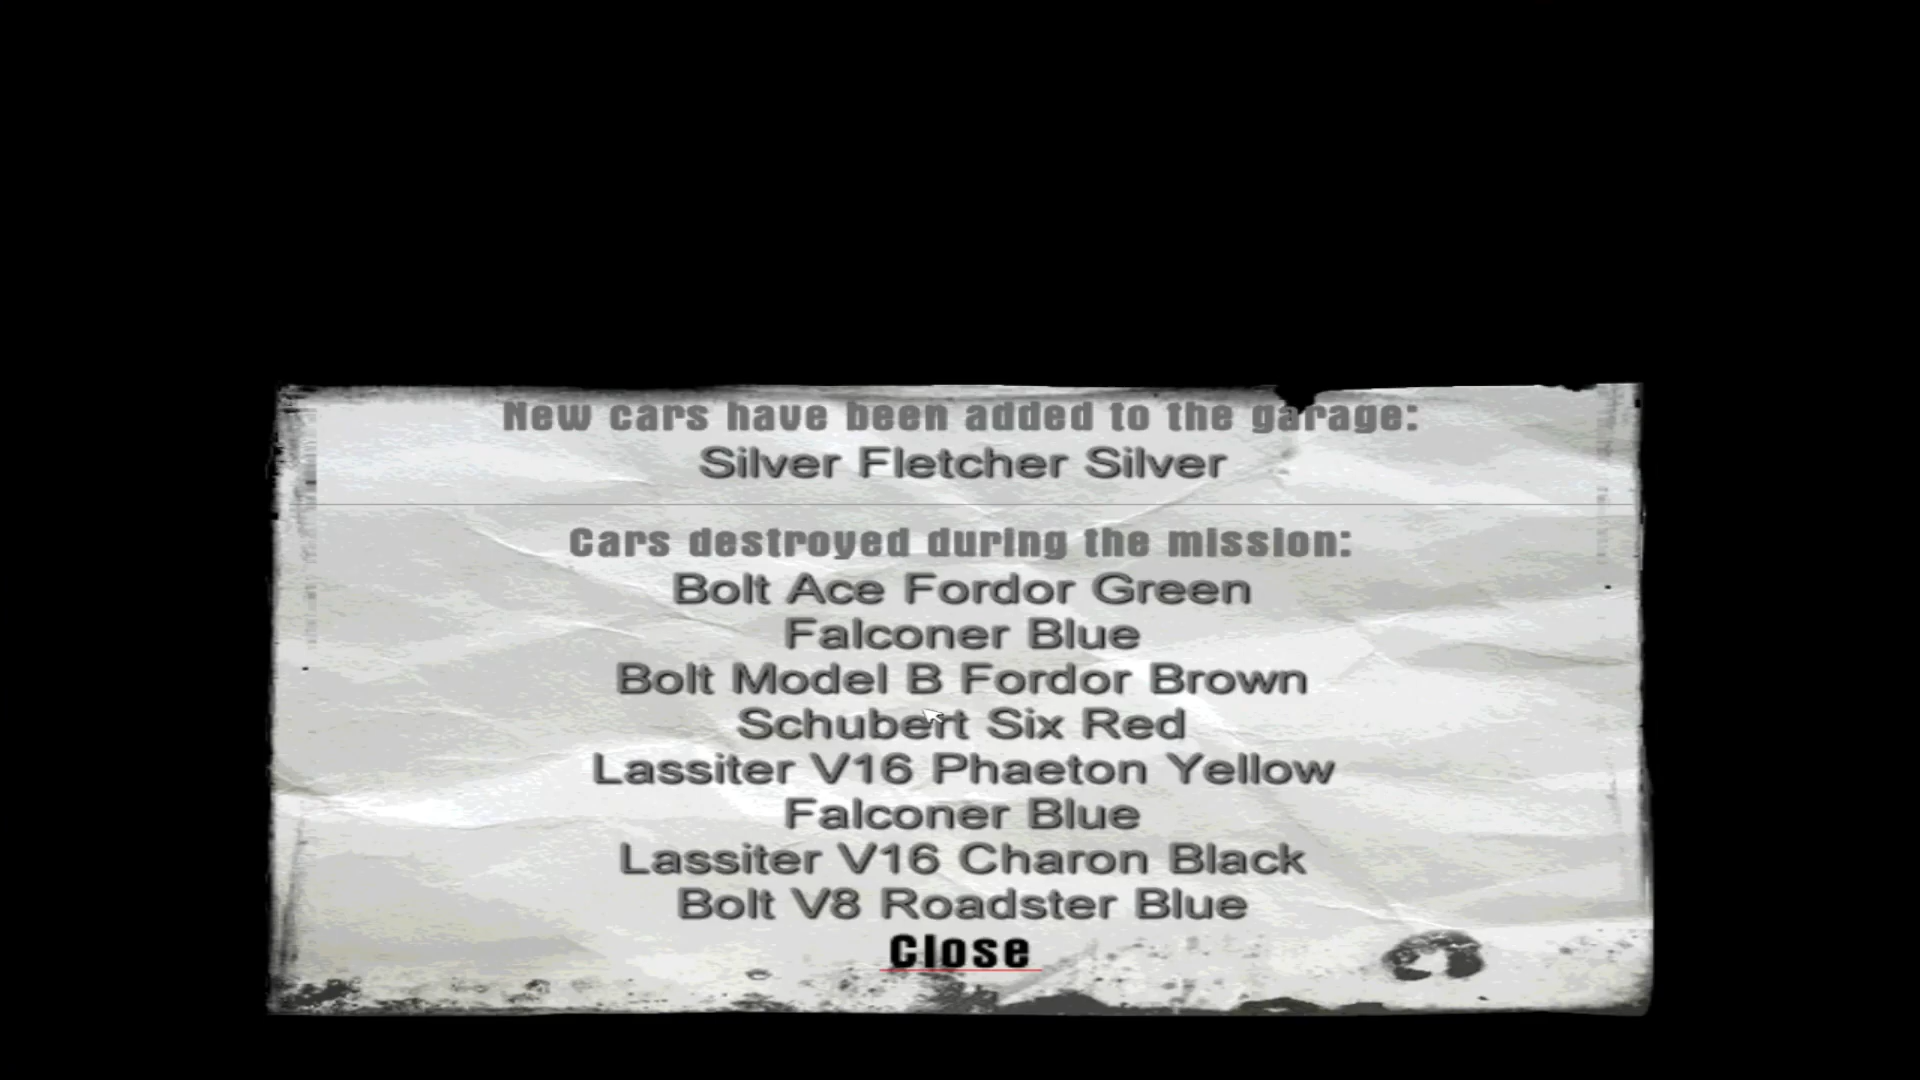 New cars have been added to the garage:
Silver Fletcher Silver
Cars destroyed during the mission:
Bolt Ace Fordor Green
Falconer Blue
Bolt Model B Fordor Brown
Schubert Six Red
Lassiter V16 Phaeton Yellow
Falconer Blue
Lassiter V16 Charon Black
Bolt V8 Roadster Blue
Close